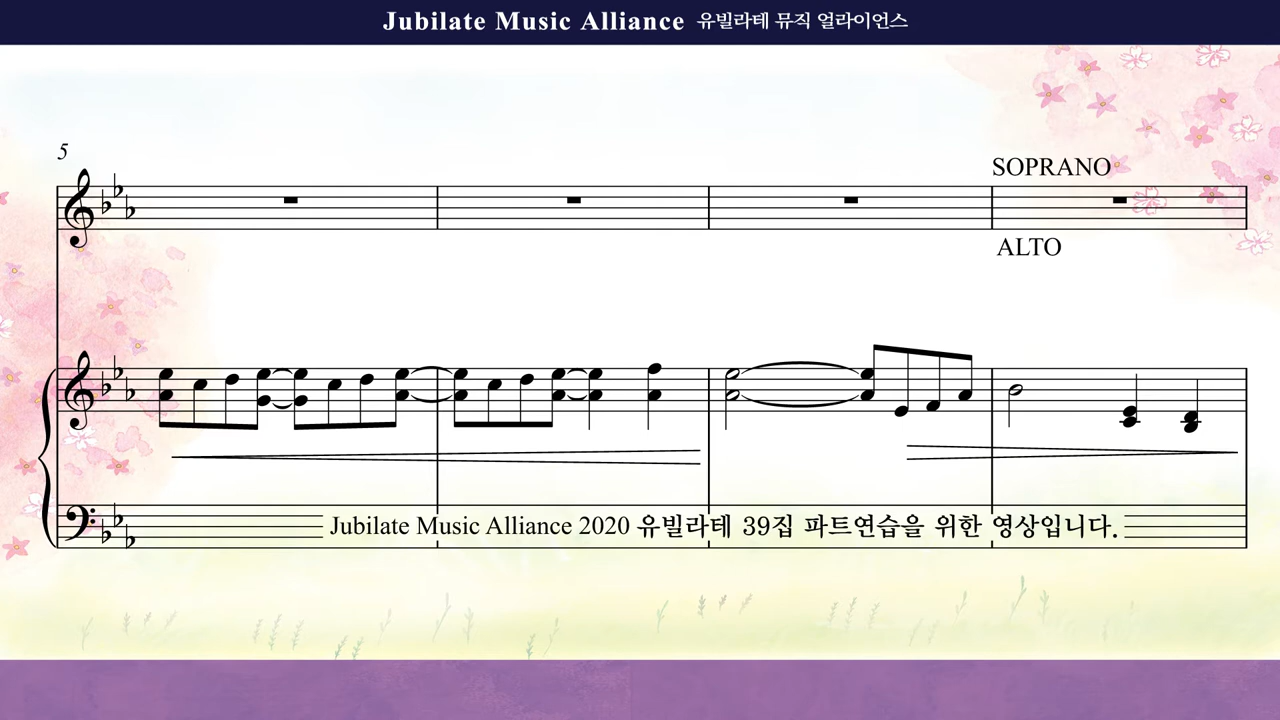 Jubilate Music Alliance 유빌라테 뮤직 얼라이언스
5
SOPRANO
ALTO
Jubilate Music Alliance 2020 유빌라테 39집 파트연습을 위한 영상입니다.